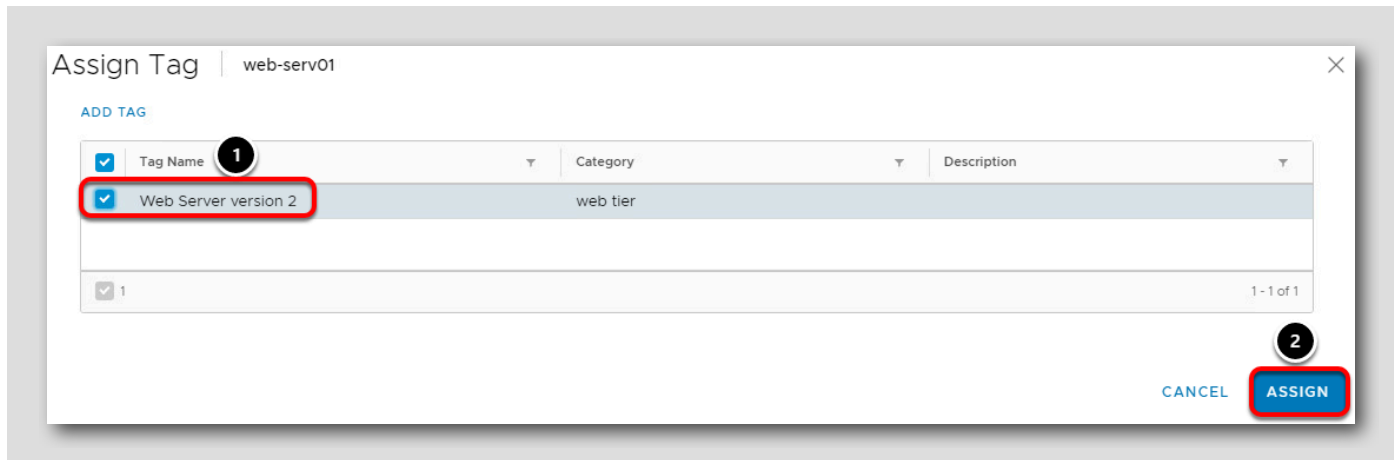 Assign Tag web-serv01
ADD TAG
Tag Name 1 Category Description
Web Server version 2 web tier
1 1 - 1 of 1
2
CANCEL ASSIGN